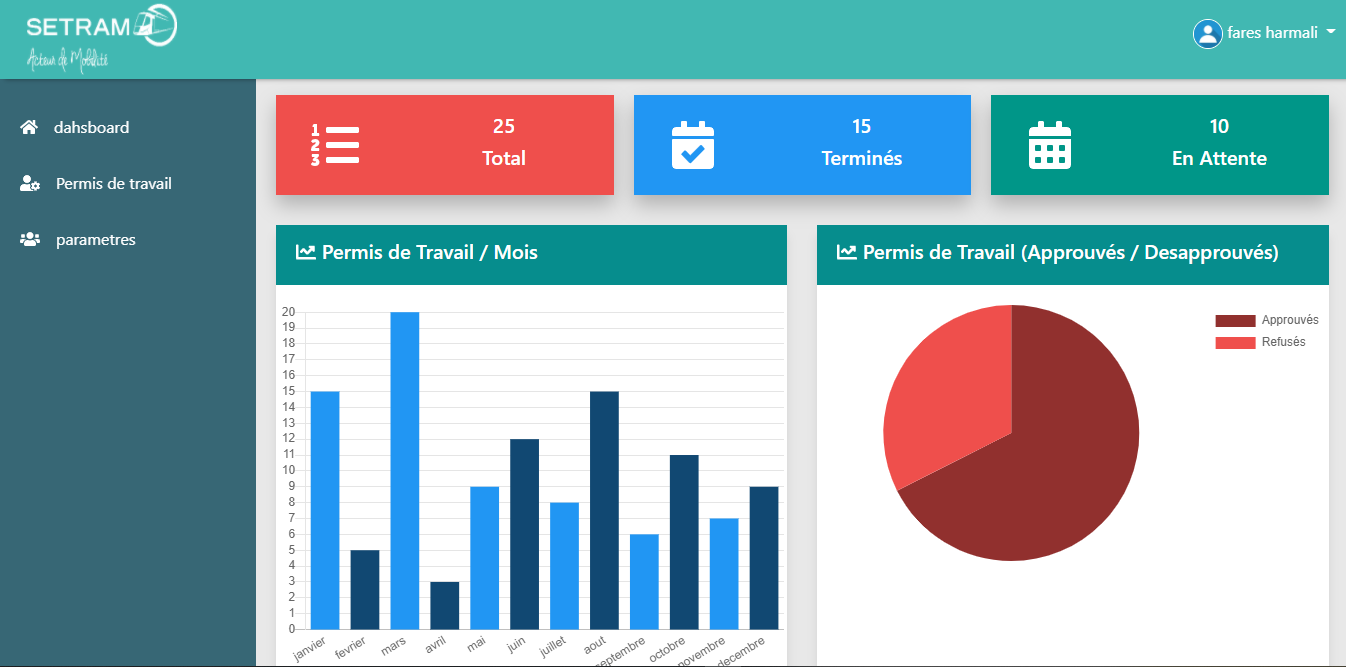 SETRAM
Acteur de Mobilité
fares harmali
dahsboard
Permis de travail
parametres
1
2
3
25
Total
15
Terminés
10
En Attente
Permis de Travail / Mois
20
19
18
17
16
15
14
13
12
11
10
9
8
7
6
5
4
3
2
1
0
janvier
fevrier
mars
avril
mai
juin
juillet
aout
septembre
octobre
novembre
decembre
Permis de Travail (Approuvés / Desapprouvés)
Approuvés
Refusés